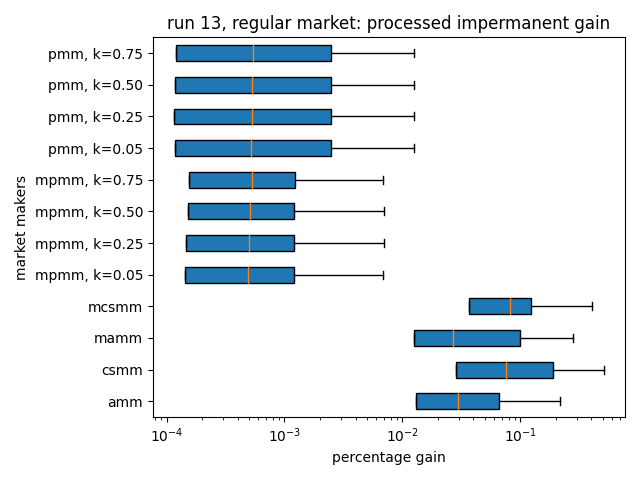 run 13, regular market: processed impermanent gain
pmm, k=0.75
pmm, k=0.50
pmm, k=0.25
pmm, k=0.05
mpmm, k=0.75
mpmm, k=0.50
mpmm, k=0.25
mpmm, k=0.05
mcsmm
mamm
csmm
amm
market makers
10⁻⁴ 10⁻³ 10⁻² 10⁻¹
percentage gain